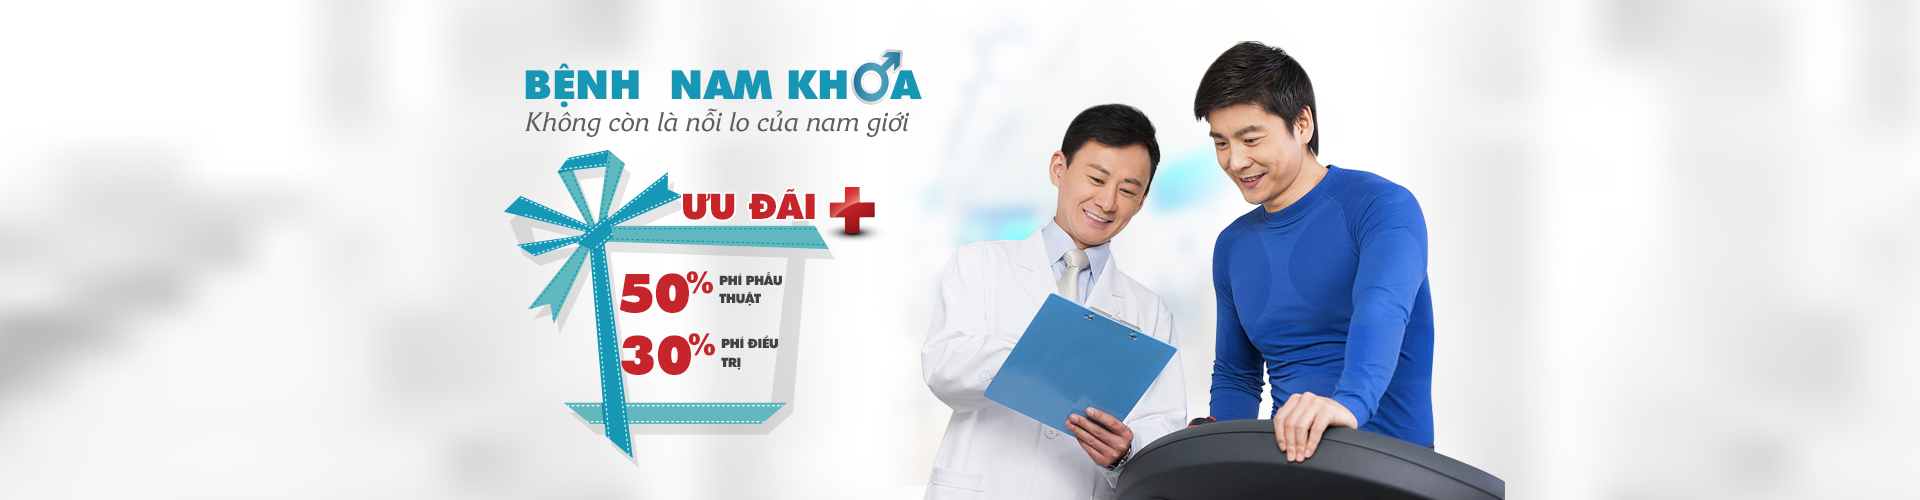 BỆNH NAM KHOA
Không còn là nỗi lo của nam giới
ƯU ĐÃI
50% PHÍ PHẪU
THUẬT
30% PHÍ ĐIỀU
TRỊ